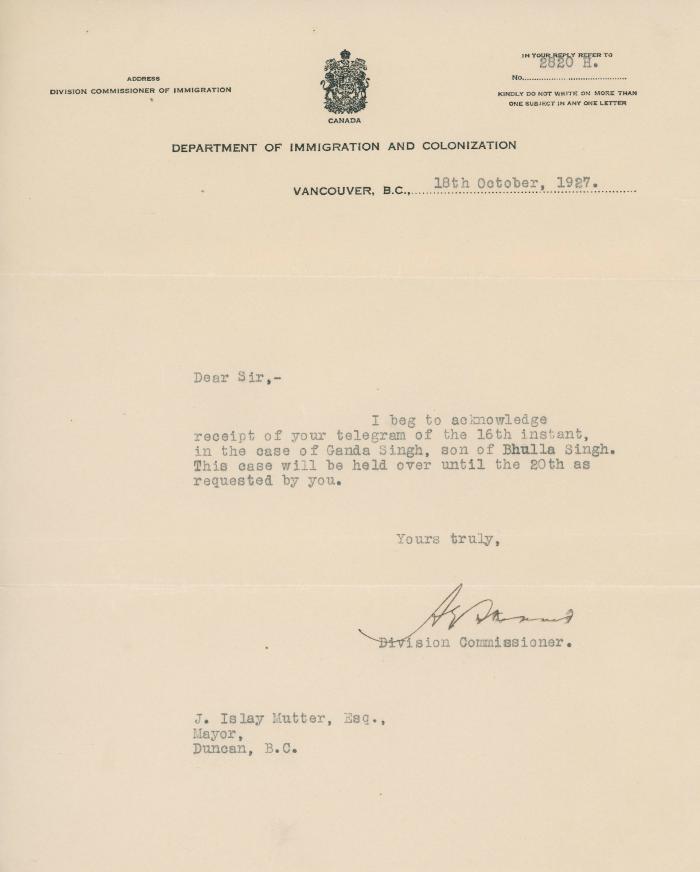 ADDRESS
DIVISION COMMISSIONER OF IMMIGRATION
CANADA
IN YOUR REPLY REFER TO
2820 H.
No.
KINDLY DO NOT WRITE ON MORE THAN
ONE SUBJECT IN ANY ONE LETTER
DEPARTMENT OF IMMIGRATION AND COLONIZATION
VANCOUVER, B.C., 18th October, 1927.
Dear Sir,-
I beg to acknowledge
receipt of your telegram of the 16th instant,
in the case of Ganda Singh, son of Bhulla Singh.
This case will be held over until the 20th as
requested by you.
Yours truly,
Division Commissioner.
J. Islay Mutter, Esq.,
Mayor,
Duncan, B.C.